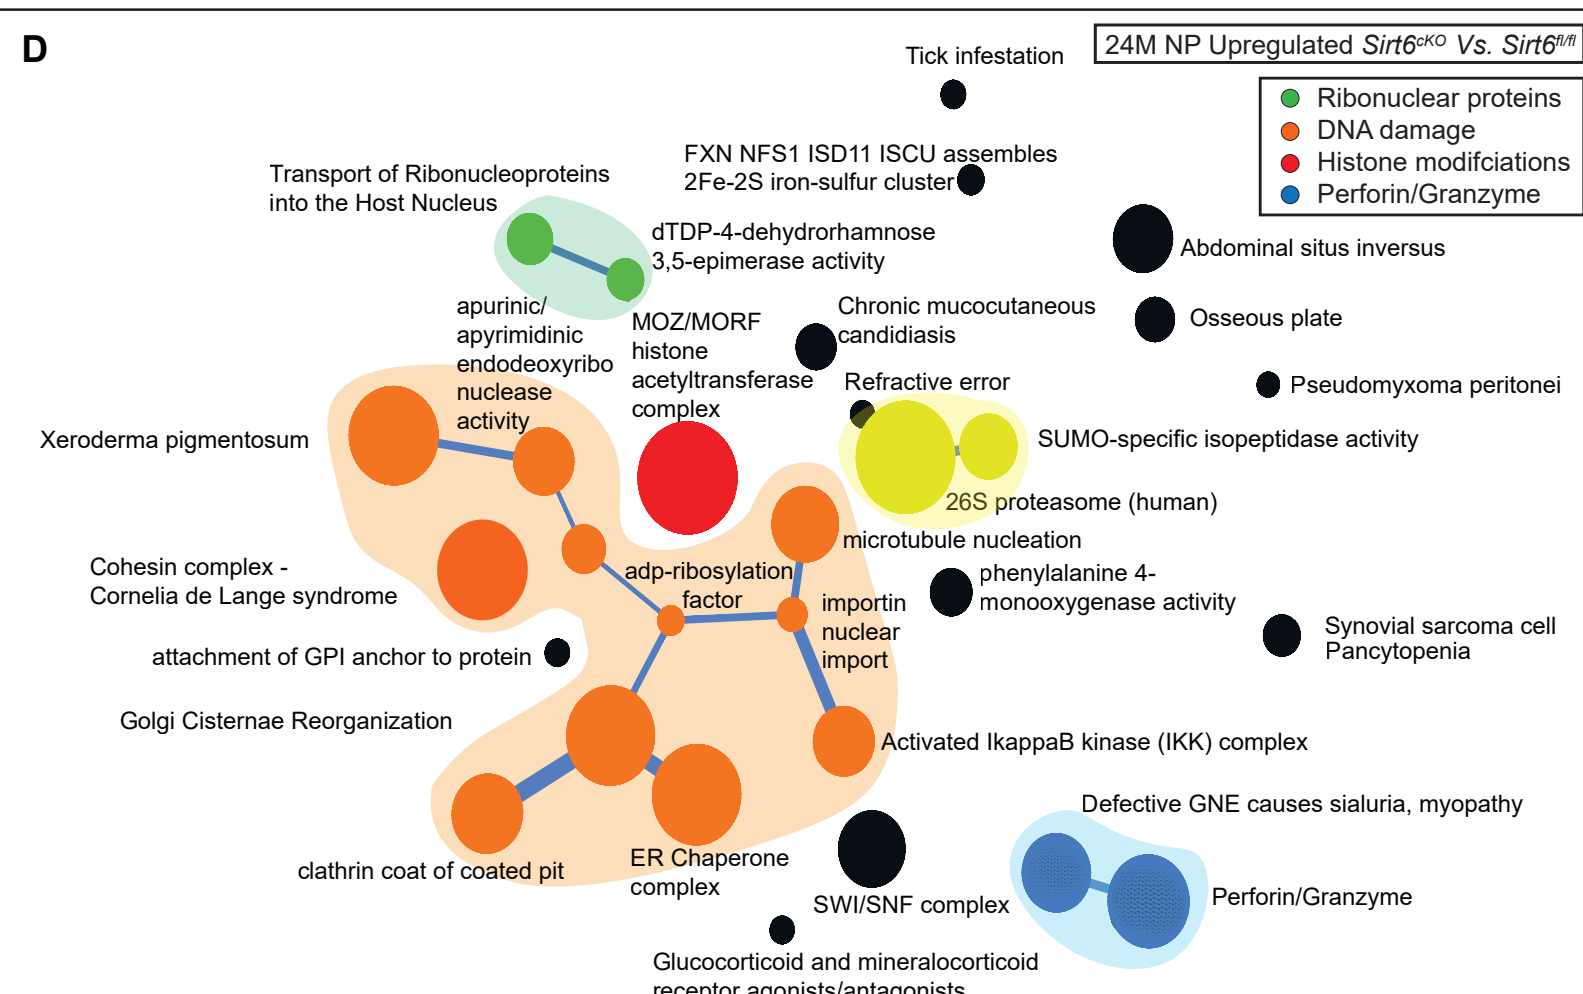 D
24M NP Upregulated Sirt6cKO Vs. Sirt6fl/fl
Ribonuclear proteins
DNA damage
Histone modifciations
Perforin/Granzyme
Tick infestation
FXN NFS1 ISD11 ISCU assembles
2Fe-2S iron-sulfur cluster
Transport of Ribonucleoproteins
into the Host Nucleus
dTDP-4-dehydrorhamnose
3,5-epimerase activity
Abdominal situs inversus
apurinic/
apyrimidinic
endodeoxyribo
nuclease
activity
MOZ/MORF
histone
acetyltransferase
complex
Chronic mucocutaneous
candidiasis
Osseous plate
Refractive error
Pseudomyxoma peritonei
Xeroderma pigmentosum
SUMO-specific isopeptidase activity
26S proteasome (human)
microtubule nucleation
Cohesin complex -
Cornelia de Lange syndrome
adp-ribosylation
factor
phenylalanine 4-
monooxygenase activity
importin
nuclear
import
Synovial sarcoma cell
Pancytopenia
attachment of GPI anchor to protein
Golgi Cisternae Reorganization
Activated IkappaB kinase (IKK) complex
Defective GNE causes sialuria, myopathy
clathrin coat of coated pit
ER Chaperone
complex
SWI/SNF complex
Perforin/Granzyme
Glucocorticoid and mineralocorticoid
receptor agonists/antagonists